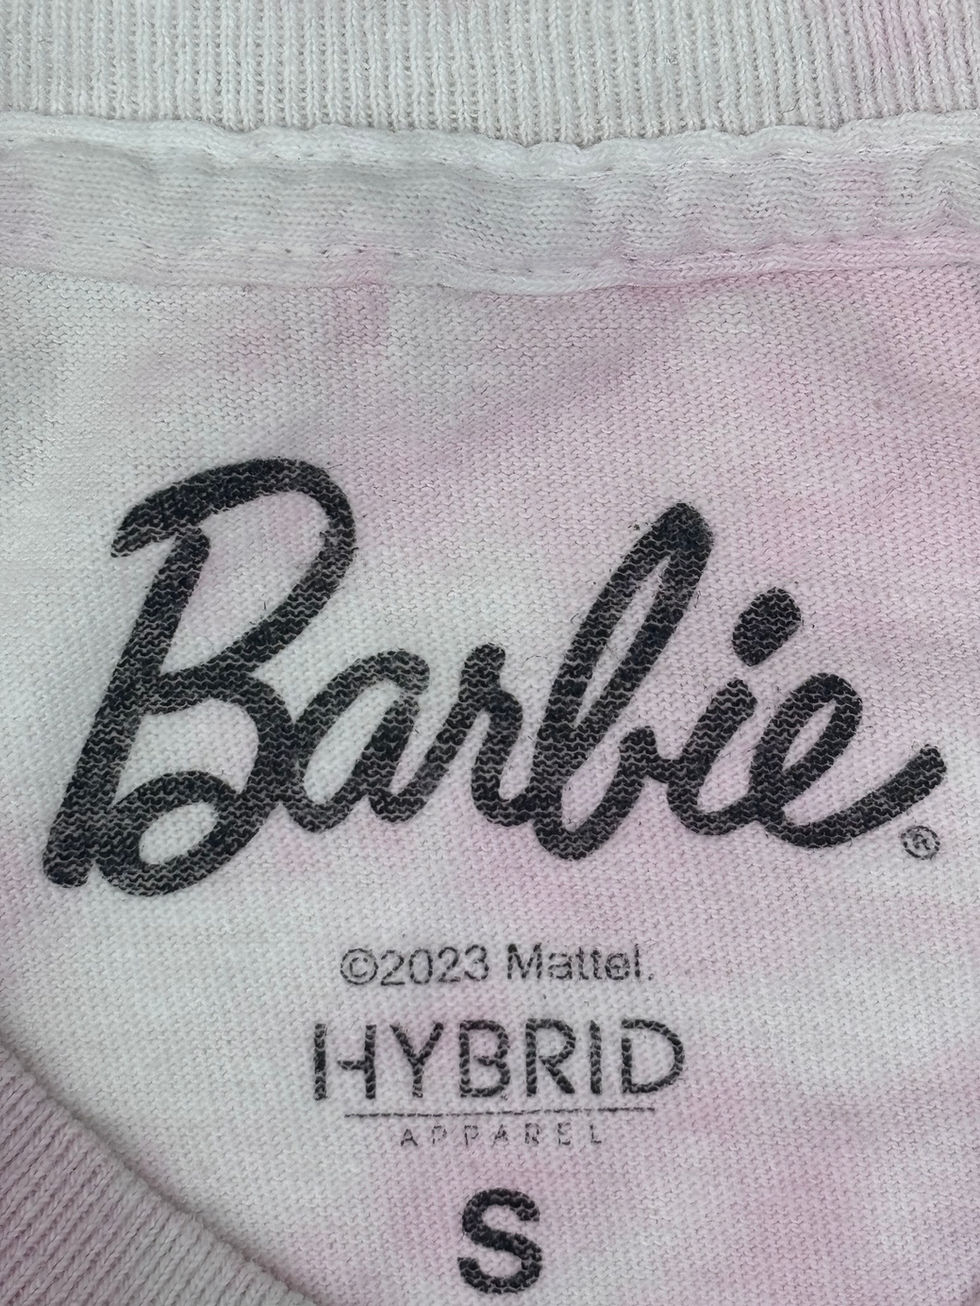 Barbie®
©2023 Mattel.
HYBRID
APPAREL
S